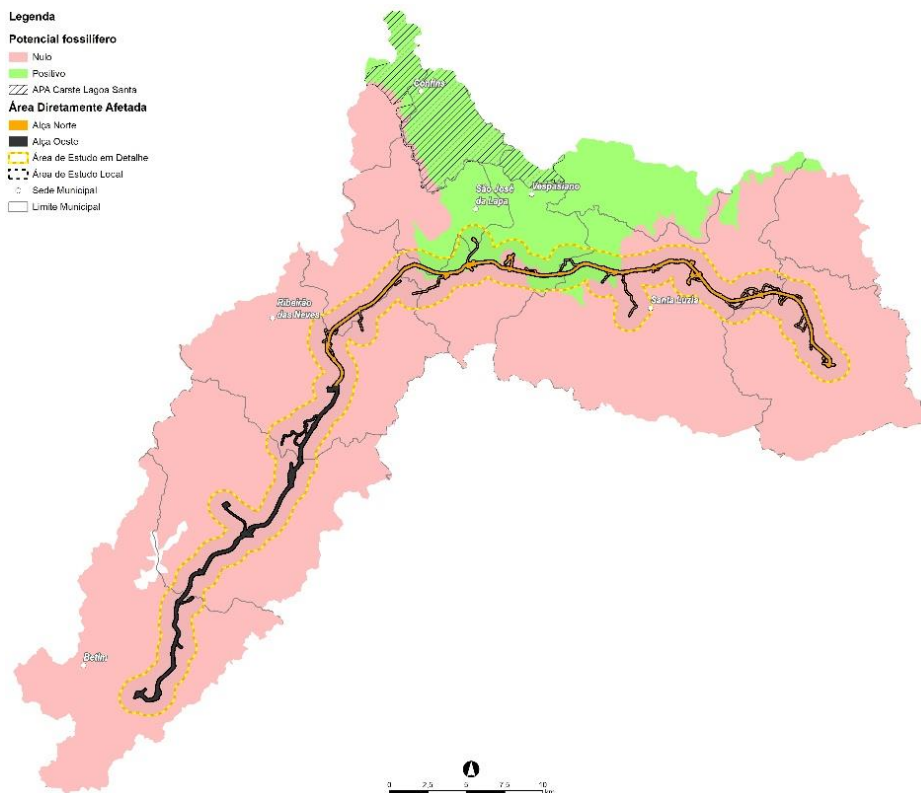 Legenda
Potencial fossilífero
Nulo
Positivo
APA Carste Lagoa Santa
Área Diretamente Afetada
Alça Norte
Alça Oeste
Área de Estudo em Detalhe
Área de Estudo Local
Sede Municipal
Limite Municipal
Confins
São José
da Lapa
Vespasiano
Ribeirão
das Neves
Santa Luzia
Betim
0 2,5 5 7,5 10
km